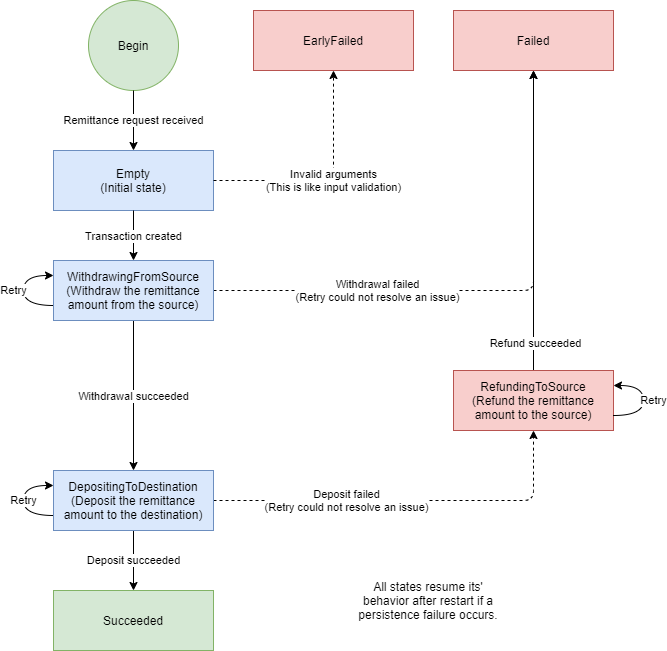 Begin
EarlyFailed
Failed
Remittance request received
Empty
(Initial state)
Invalid arguments
(This is like input validation)
Transaction created
WithdrawingFromSource
(Withdraw the remittance
amount from the source)
Retry
Withdrawal failed
(Retry could not resolve an issue)
Refund succeeded
RefundingToSource
(Refund the remittance
amount to the source)
Retry
Withdrawal succeeded
DepositingToDestination
(Deposit the remittance
amount to the destination)
Retry
Deposit failed
(Retry could not resolve an issue)
Deposit succeeded
Succeeded
All states resume its'
behavior after restart if a
persistence failure occurs.